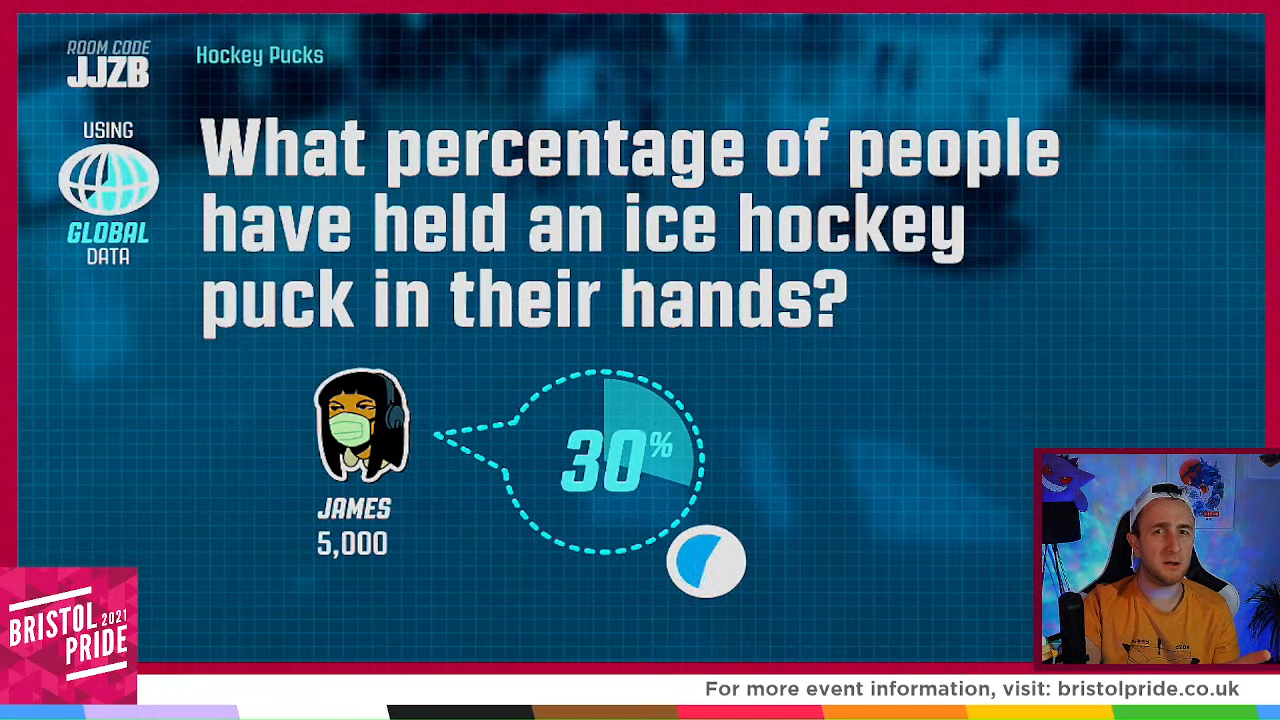 ROOM CODE
JJZB
Hockey Pucks
USING
GLOBAL
DATA
What percentage of people
have held an ice hockey
puck in their hands?
30%
JAMES
5,000
BRISTOL 2021
PRIDE
For more event information, visit: bristolpride.co.uk